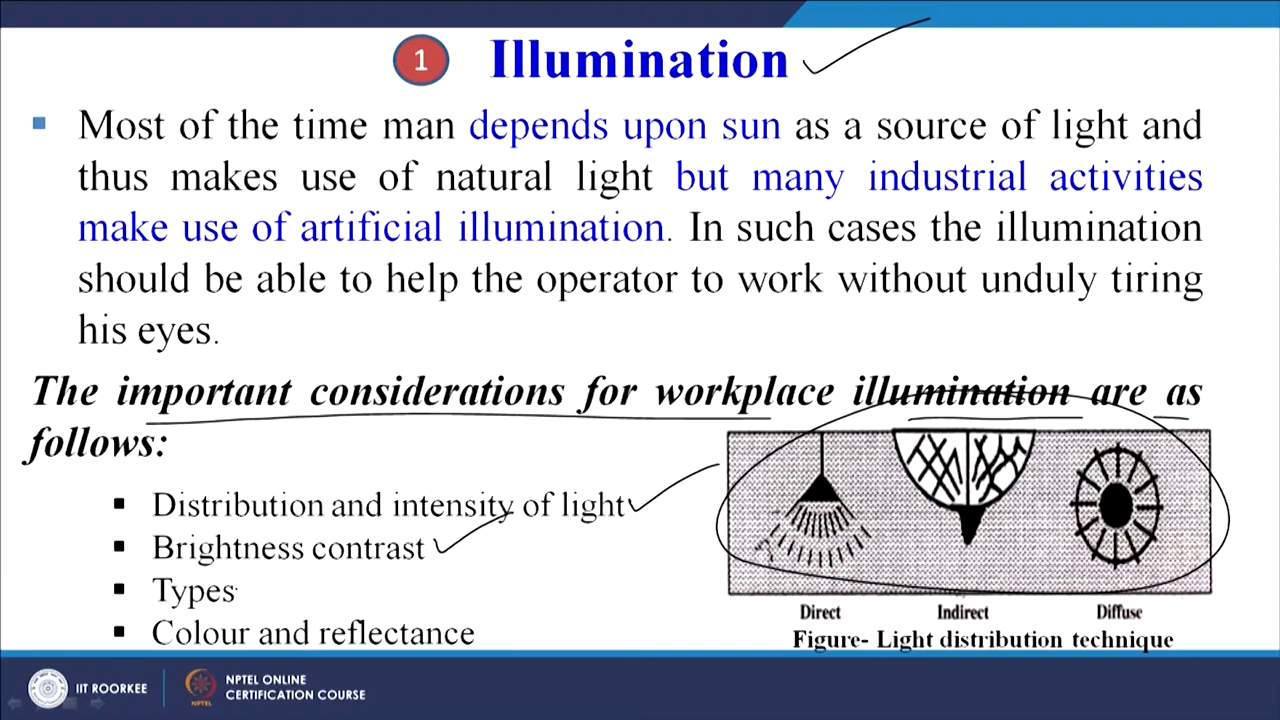 1 Illumination
Most of the time man depends upon sun as a source of light and
thus makes use of natural light but many industrial activities
make use of artificial illumination. In such cases the illumination
should be able to help the operator to work without unduly tiring
his eyes.
The important considerations for workplace illumination are as
follows:
Distribution and intensity of light
Brightness contrast
Types
Colour and reflectance
Direct Indirect Diffuse
Figure- Light distribution technique
IIT ROORKEE
NPTEL
NPTEL ONLINE
CERTIFICATION COURSE